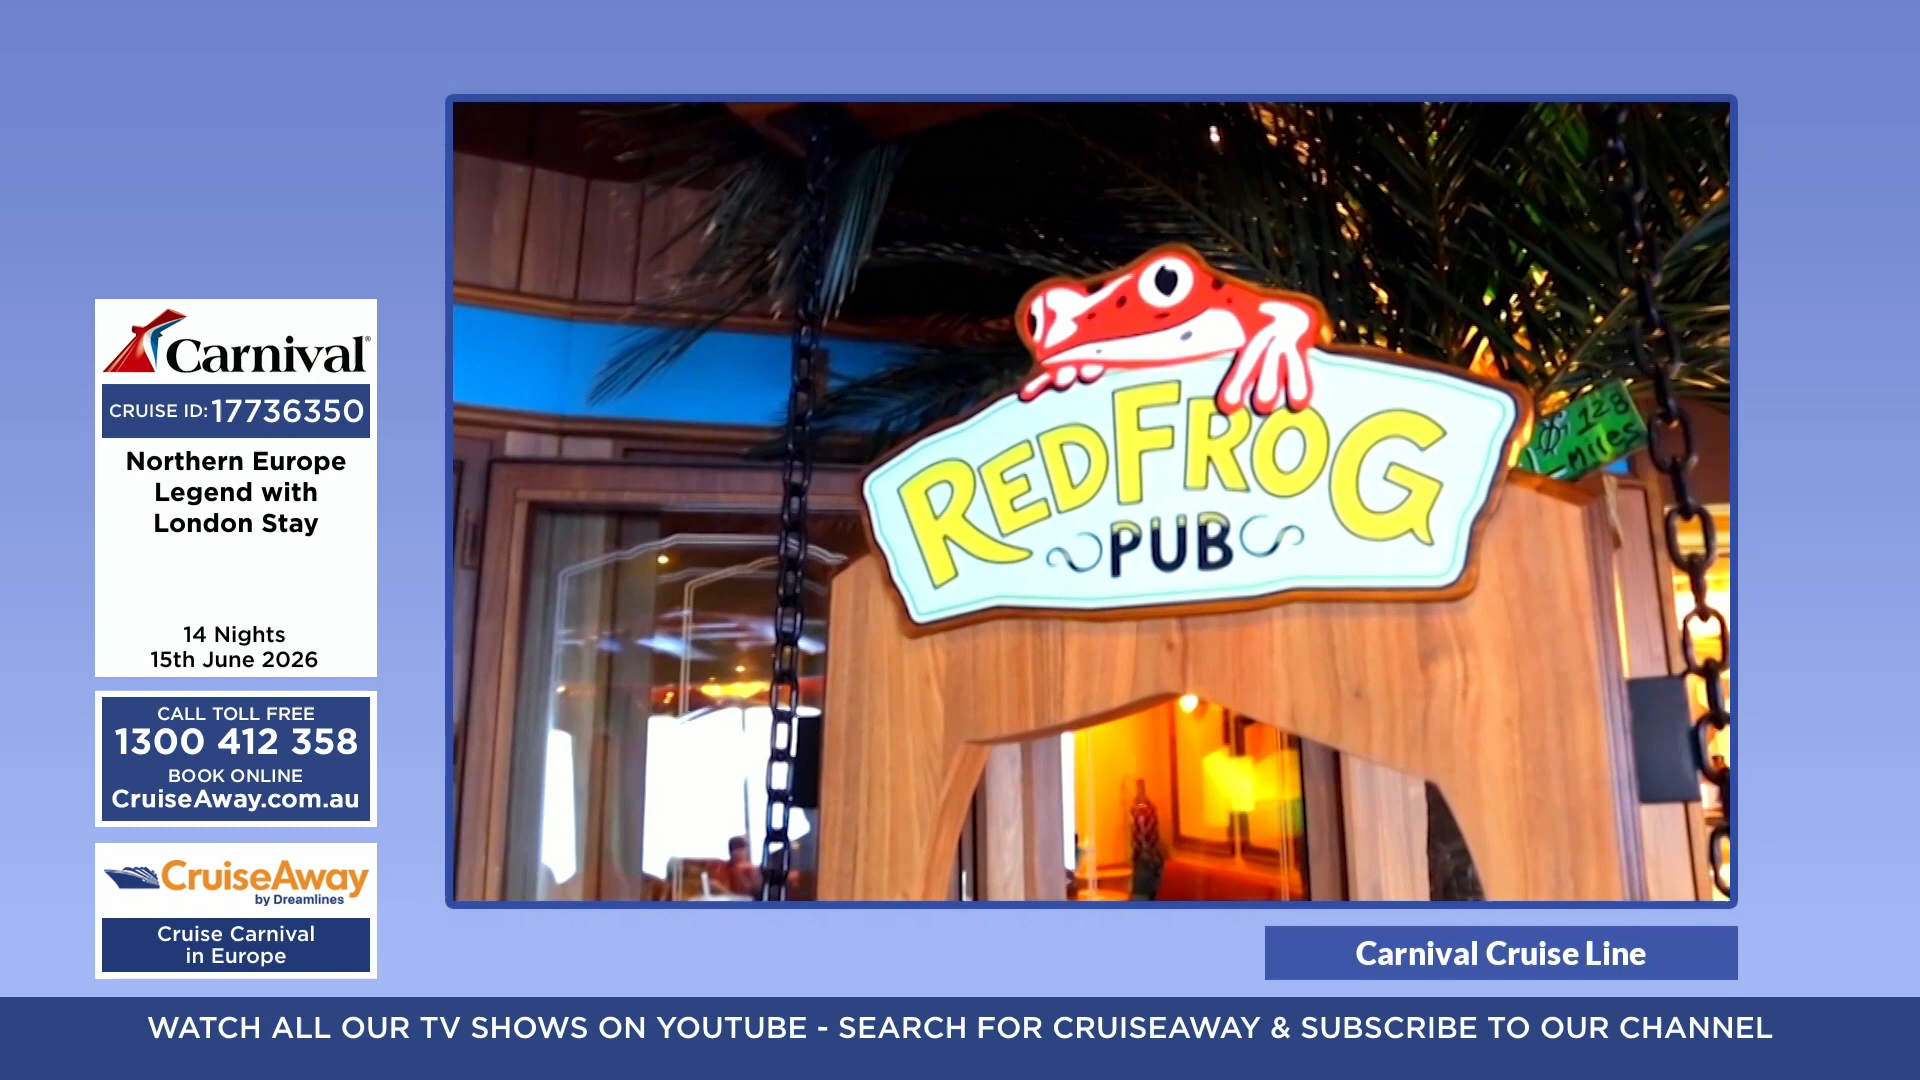 Carnival®
CRUISE ID: 17736350
Northern Europe
Legend with
London Stay
14 Nights
15th June 2026
CALL TOLL FREE
1300 412 358
BOOK ONLINE
CruiseAway.com.au
CruiseAway
by Dreamlines
Cruise Carnival
in Europe
REDFROG
PUB
128
Miles
Carnival Cruise Line
WATCH ALL OUR TV SHOWS ON YOUTUBE - SEARCH FOR CRUISEAWAY & SUBSCRIBE TO OUR CHANNEL